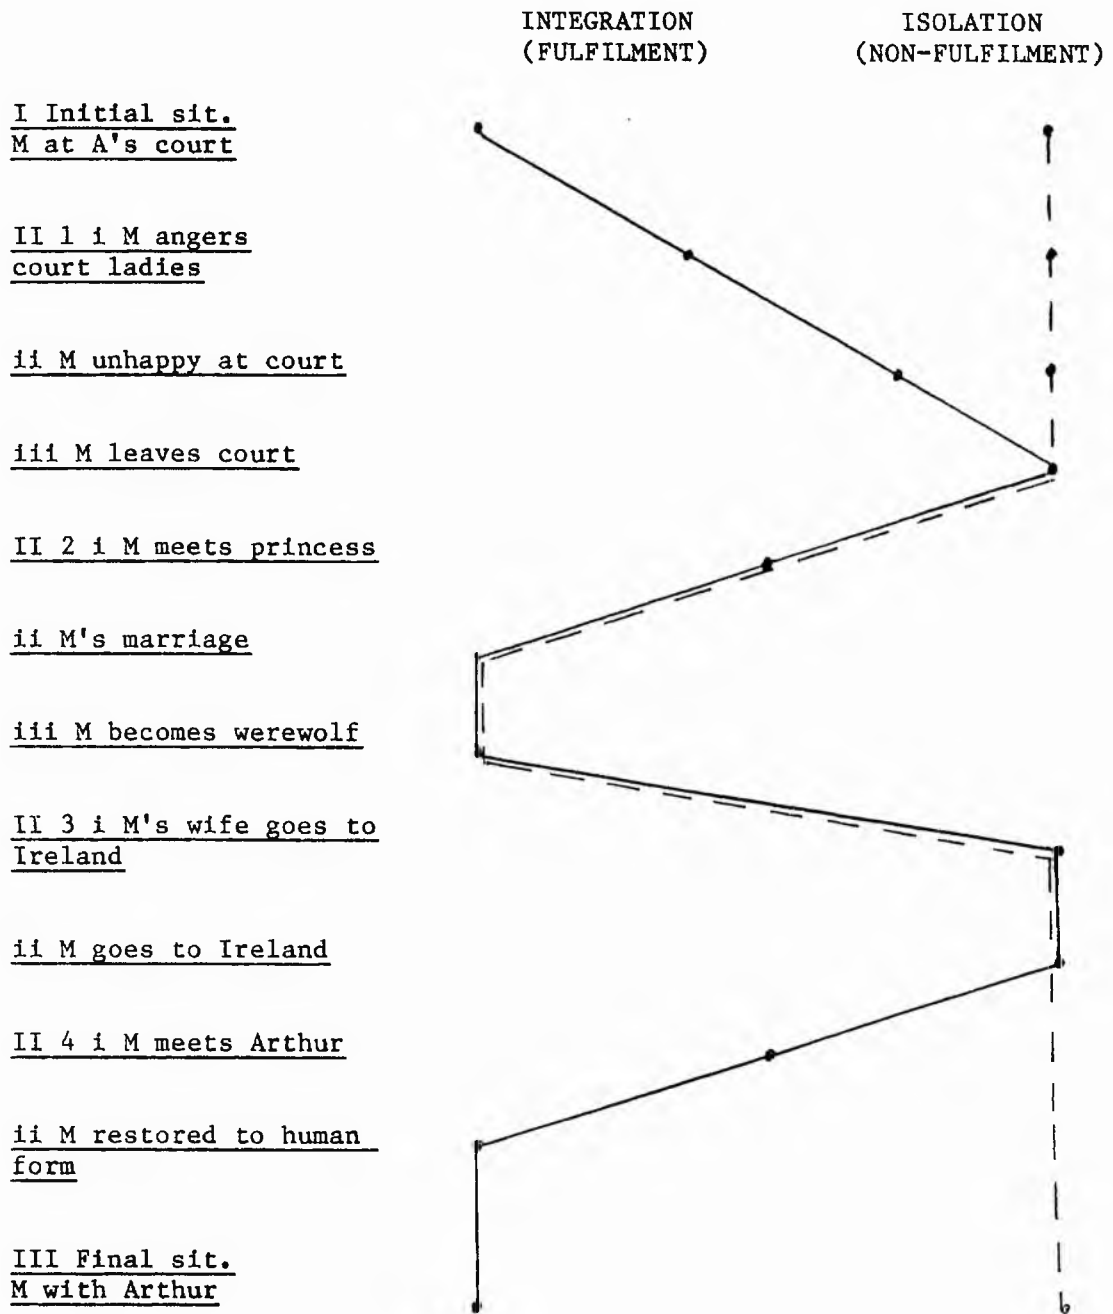 INTEGRATION
(FULFILMENT)
ISOLATION
(NON-FULFILMENT)
I Initial sit.
M at A's court
II 1 i M angers
court ladies
ii M unhappy at court
iii M leaves court
II 2 i M meets princess
ii M's marriage
iii M becomes werewolf
II 3 i M's wife goes to
Ireland
ii M goes to Ireland
II 4 i M meets Arthur
ii M restored to human
form
III Final sit.
M with Arthur